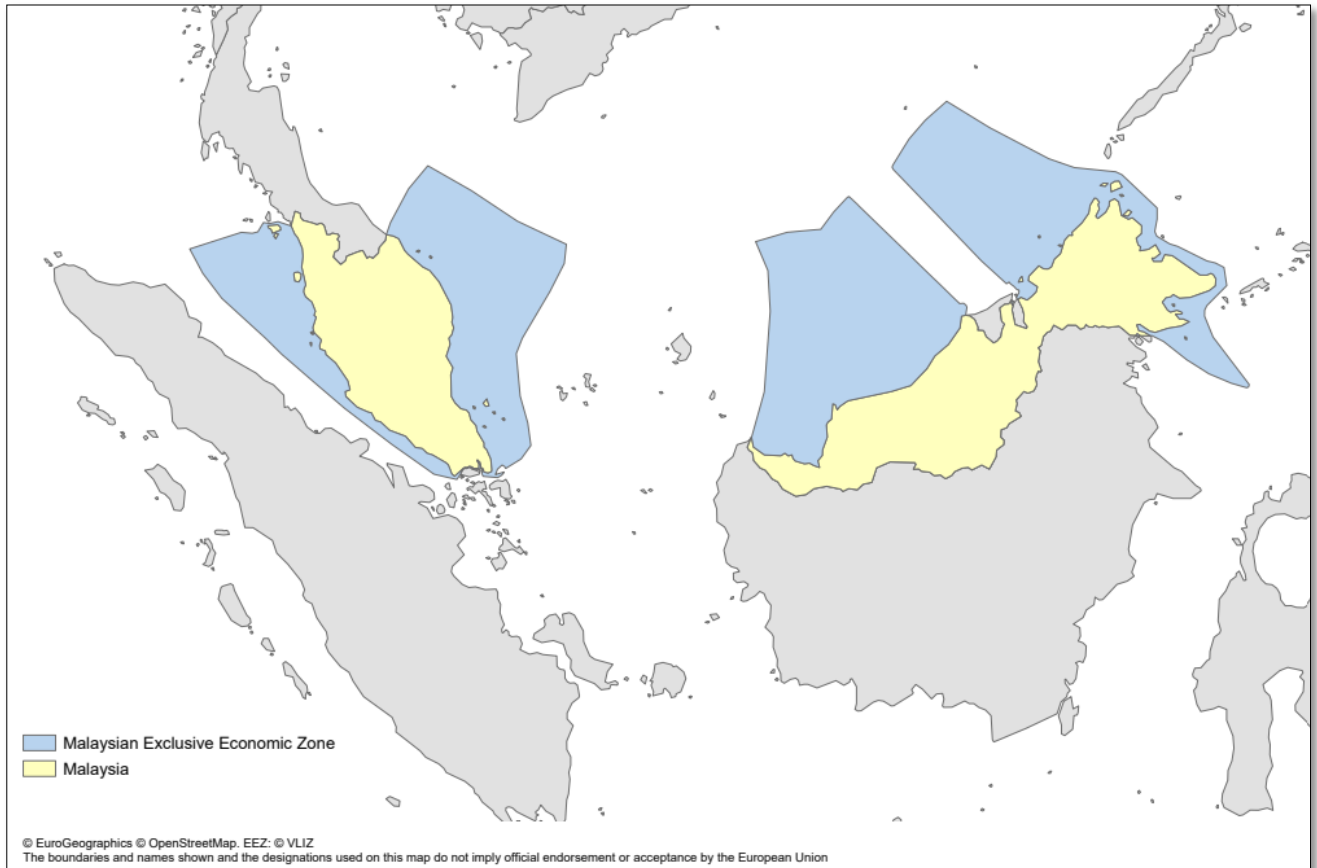 Malaysian Exclusive Economic Zone
Malaysia
© EuroGeographics © OpenStreetMap. EEZ: © VLIZ
The boundaries and names shown and the designations used on this map do not imply official endorsement or acceptance by the European Union